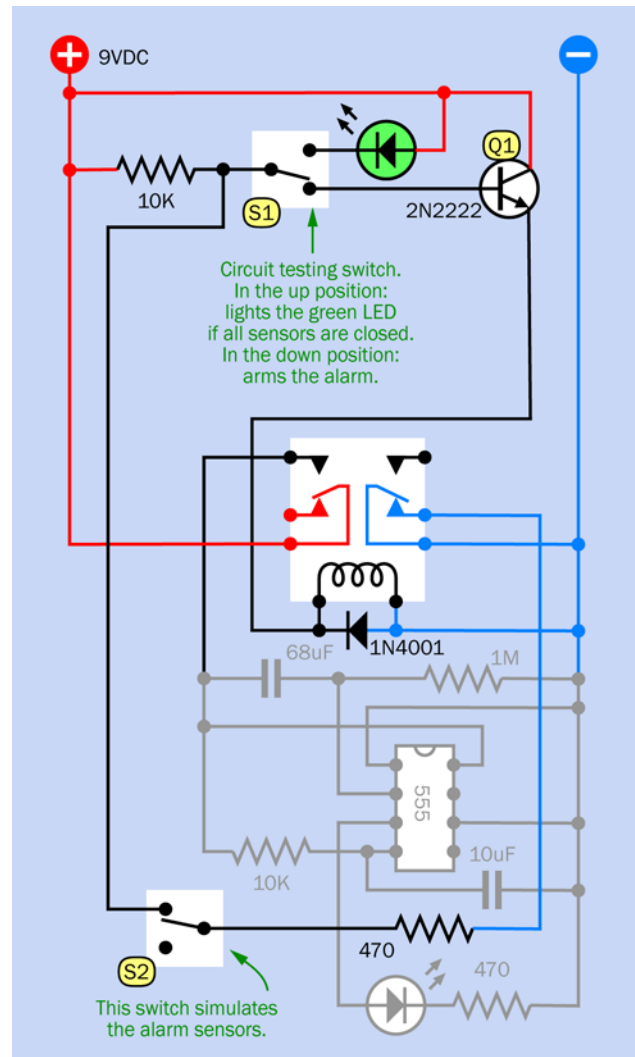 + 9VDC −
Q1
10K
S1
2N2222
Circuit testing switch.
In the up position:
lights the green LED
if all sensors are closed.
In the down position:
arms the alarm.
1N4001
68uF
1M
555
10K
10uF
S2
470
470
This switch simulates
the alarm sensors.